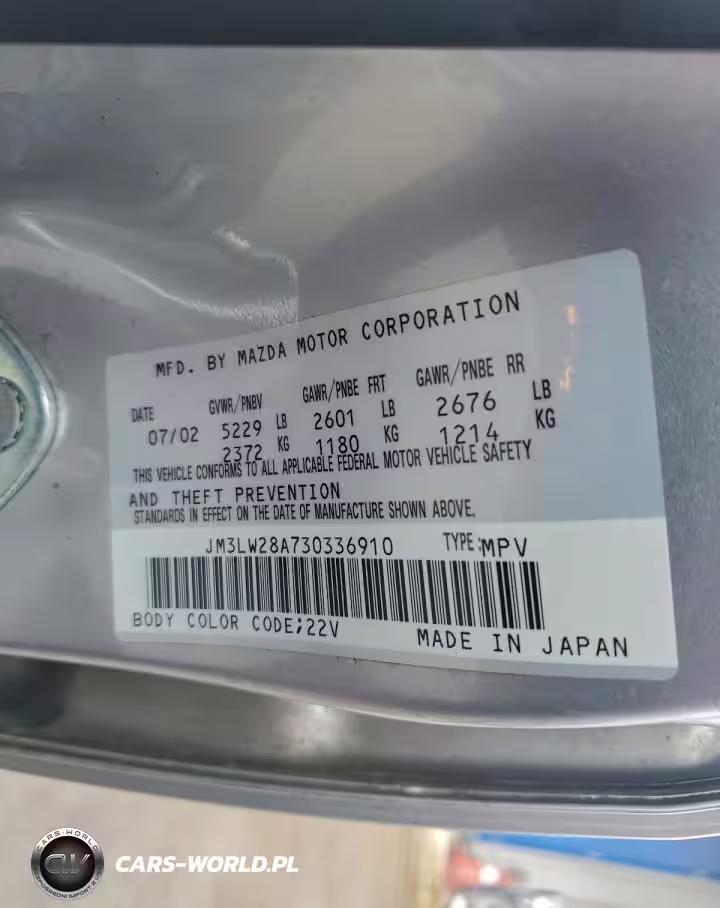 MFD. BY MAZDA MOTOR CORPORATION
DATE GVWR/PNBV GAWR/PNBE FRT GAWR/PNBE RR
07/02 5229 LB 2601 LB 2676 LB
2372 KG 1180 KG 1214 KG
THIS VEHICLE CONFORMS TO ALL APPLICABLE FEDERAL MOTOR VEHICLE SAFETY
AND THEFT PREVENTION
STANDARDS IN EFFECT ON THE DATE OF MANUFACTURE SHOWN ABOVE.
JM3LW28A730336910 TYPE:MPV
BODY COLOR CODE;22V MADE IN JAPAN
CARS-WORLD
CW
CARS-WORLD.PL